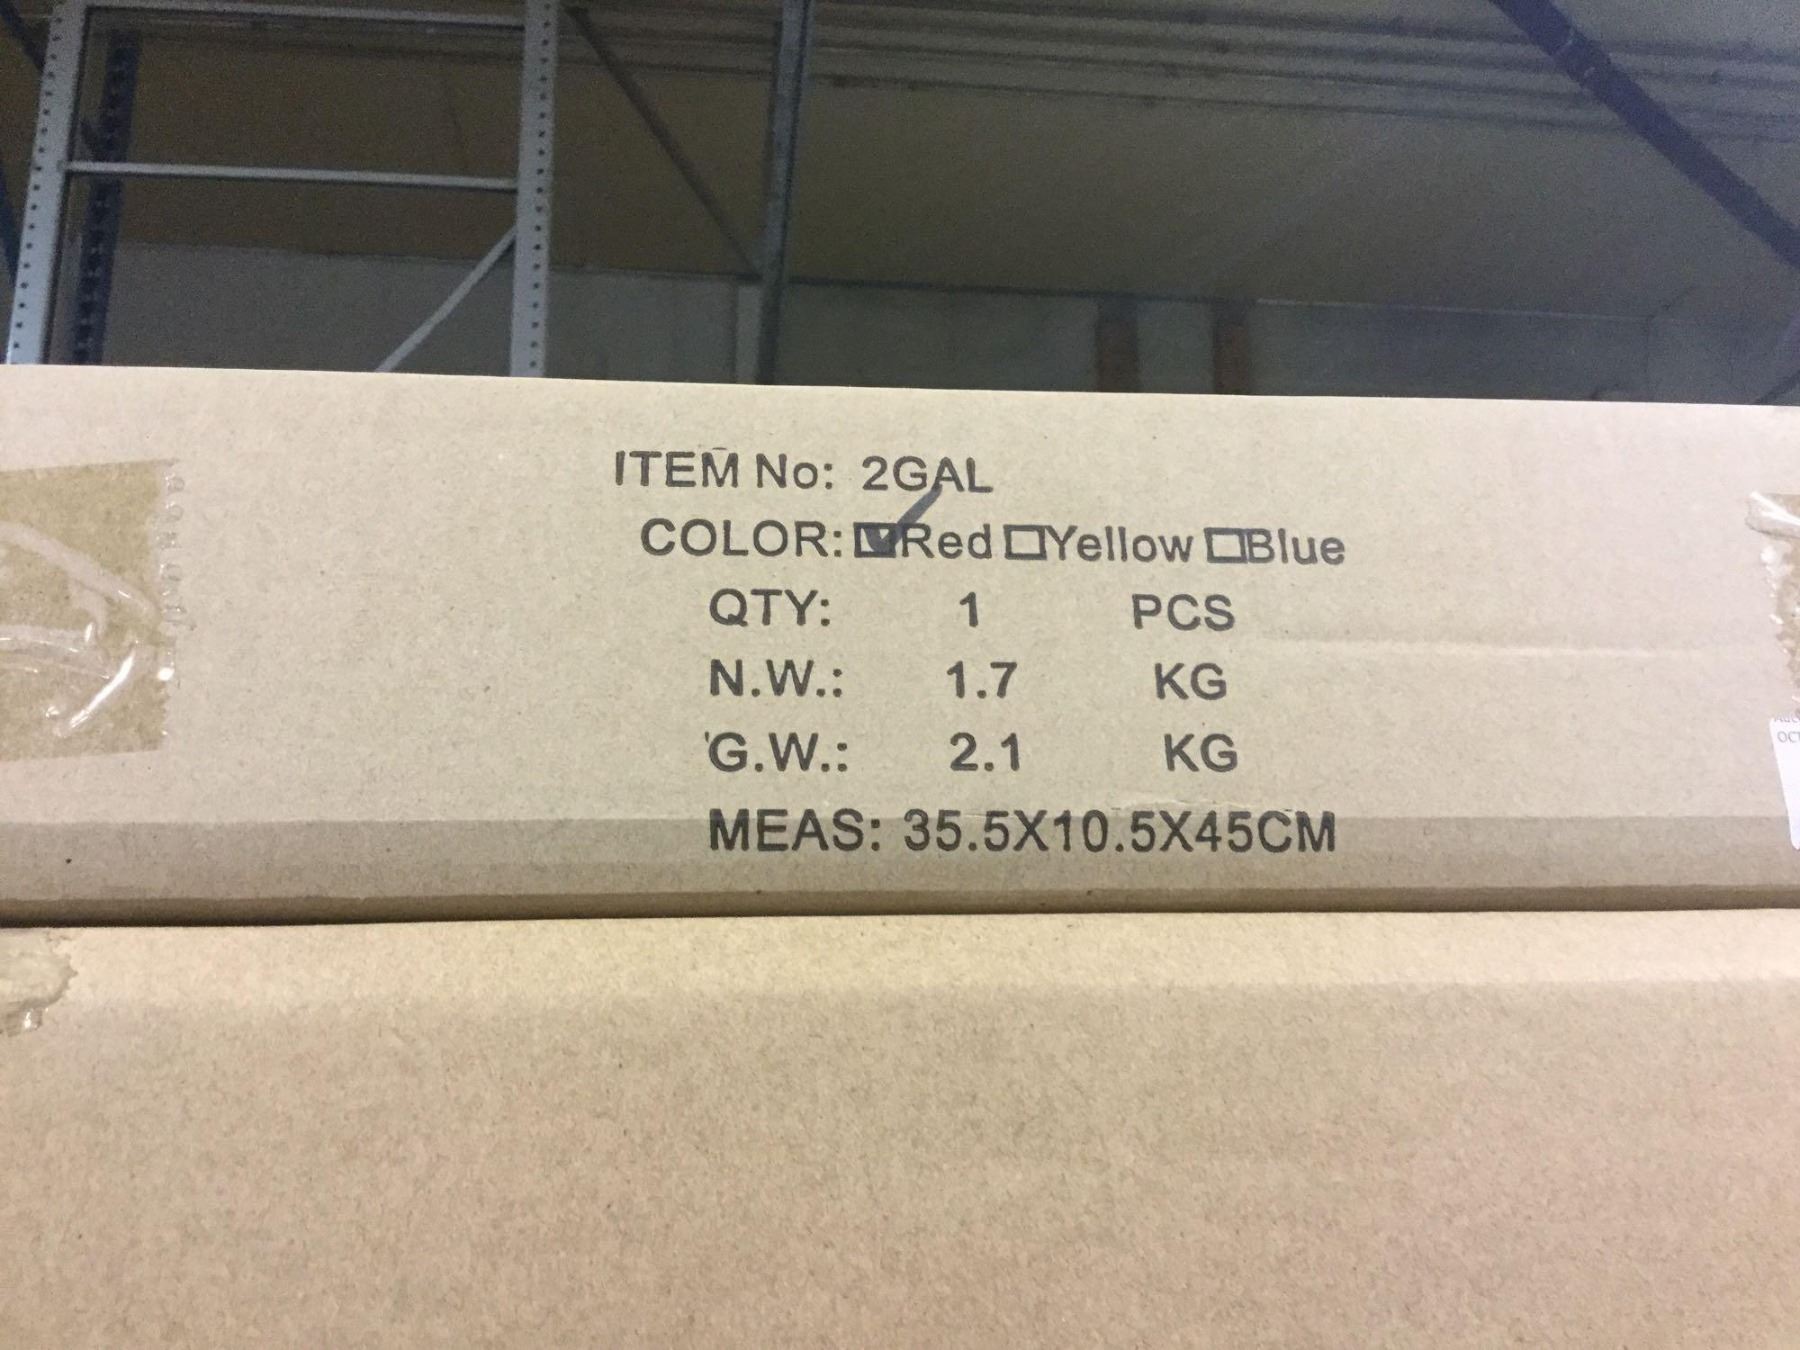 ITEM No: 2GAL
COLOR: ☑Red ☐Yellow ☐Blue
QTY: 1 PCS
N.W.: 1.7 KG
G.W.: 2.1 KG
MEAS: 35.5X10.5X45CM